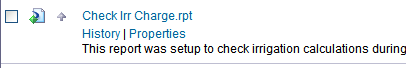 Check Irr Charge.rpt
History | Properties
This report was setup to check irrigation calculations during